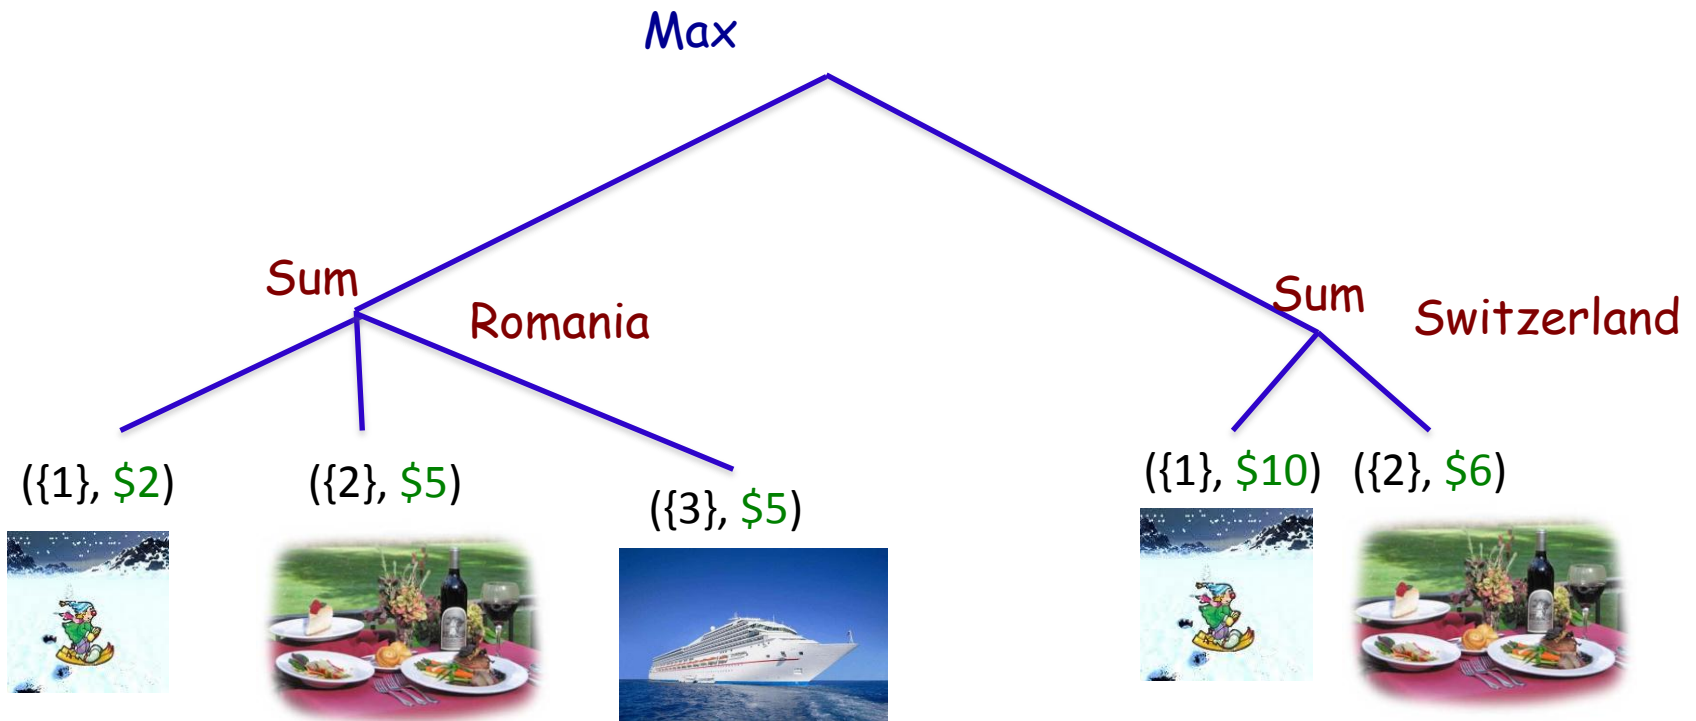 Max
Sum
Romania
Sum
Switzerland
({1}, $2)
({2}, $5)
({3}, $5)
({1}, $10)
({2}, $6)